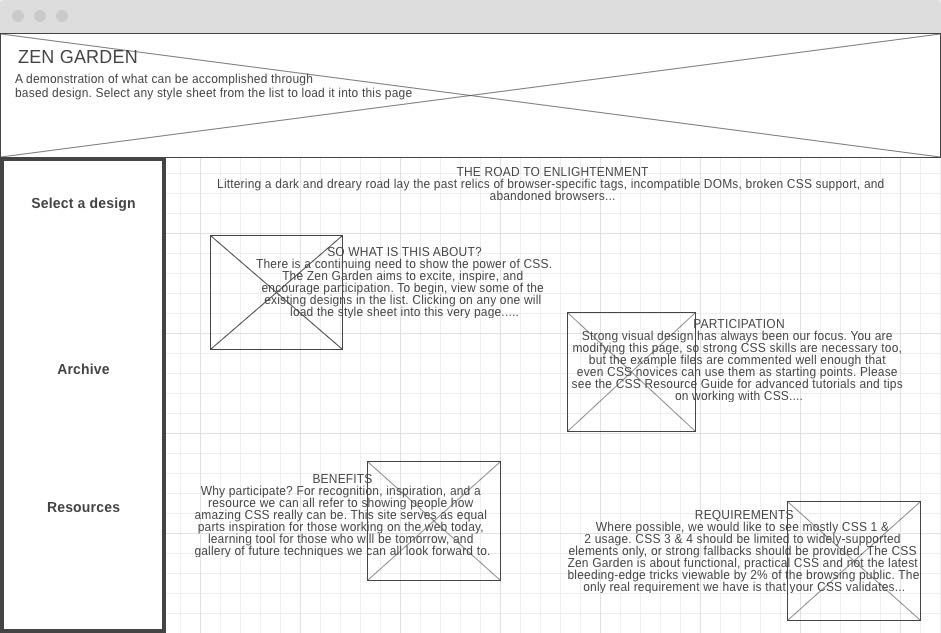 ZEN GARDEN
A demonstration of what can be accomplished through
based design. Select any style sheet from the list to load it into this page
Select a design
Archive
Resources
THE ROAD TO ENLIGHTENMENT
Littering a dark and dreary road lay the past relics of browser-specific tags, incompatible DOMs, broken CSS support, and
abandoned browsers...
SO WHAT IS THIS ABOUT?
There is a continuing need to show the power of CSS.
The Zen Garden aims to excite, inspire, and
encourage participation. To begin, view some of the
existing designs in the list. Clicking on any one will
load the style sheet into this very page.....
PARTICIPATION
Strong visual design has always been our focus. You are
modifying this page, so strong CSS skills are necessary too,
but the example files are commented well enough that
even CSS novices can use them as starting points. Please
see the CSS Resource Guide for advanced tutorials and tips
on working with CSS....
BENEFITS
Why participate? For recognition, inspiration, and a
resource we can all refer to showing people how
amazing CSS really can be. This site serves as equal
parts inspiration for those working on the web today,
learning tool for those who will be tomorrow, and
gallery of future techniques we can all look forward to.
REQUIREMENTS
Where possible, we would like to see mostly CSS 1 &
2 usage. CSS 3 & 4 should be limited to widely-supported
elements only, or strong fallbacks should be provided. The CSS
Zen Garden is about functional, practical CSS and not the latest
bleeding-edge tricks viewable by 2% of the browsing public. The
only real requirement we have is that your CSS validates...